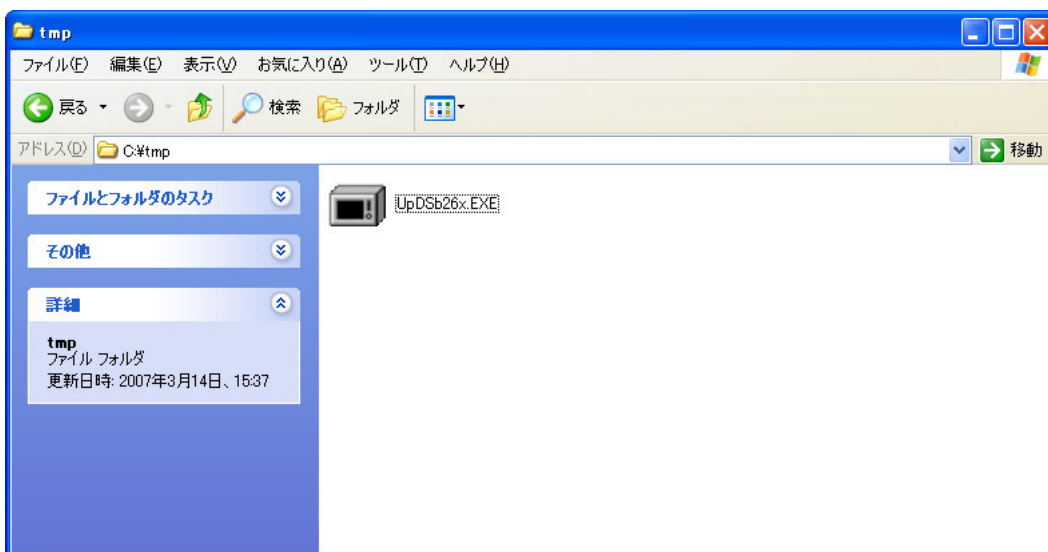 tmp
ファイル(F) 編集(E) 表示(V) お気に入り(A) ツール(T) ヘルプ(H)
戻る 検索 フォルダ
アドレス(D) C:¥tmp 移動
ファイルとフォルダのタスク
その他
詳細
tmp
ファイル フォルダ
更新日時: 2007年3月14日、15:37
UpDSb26x.EXE